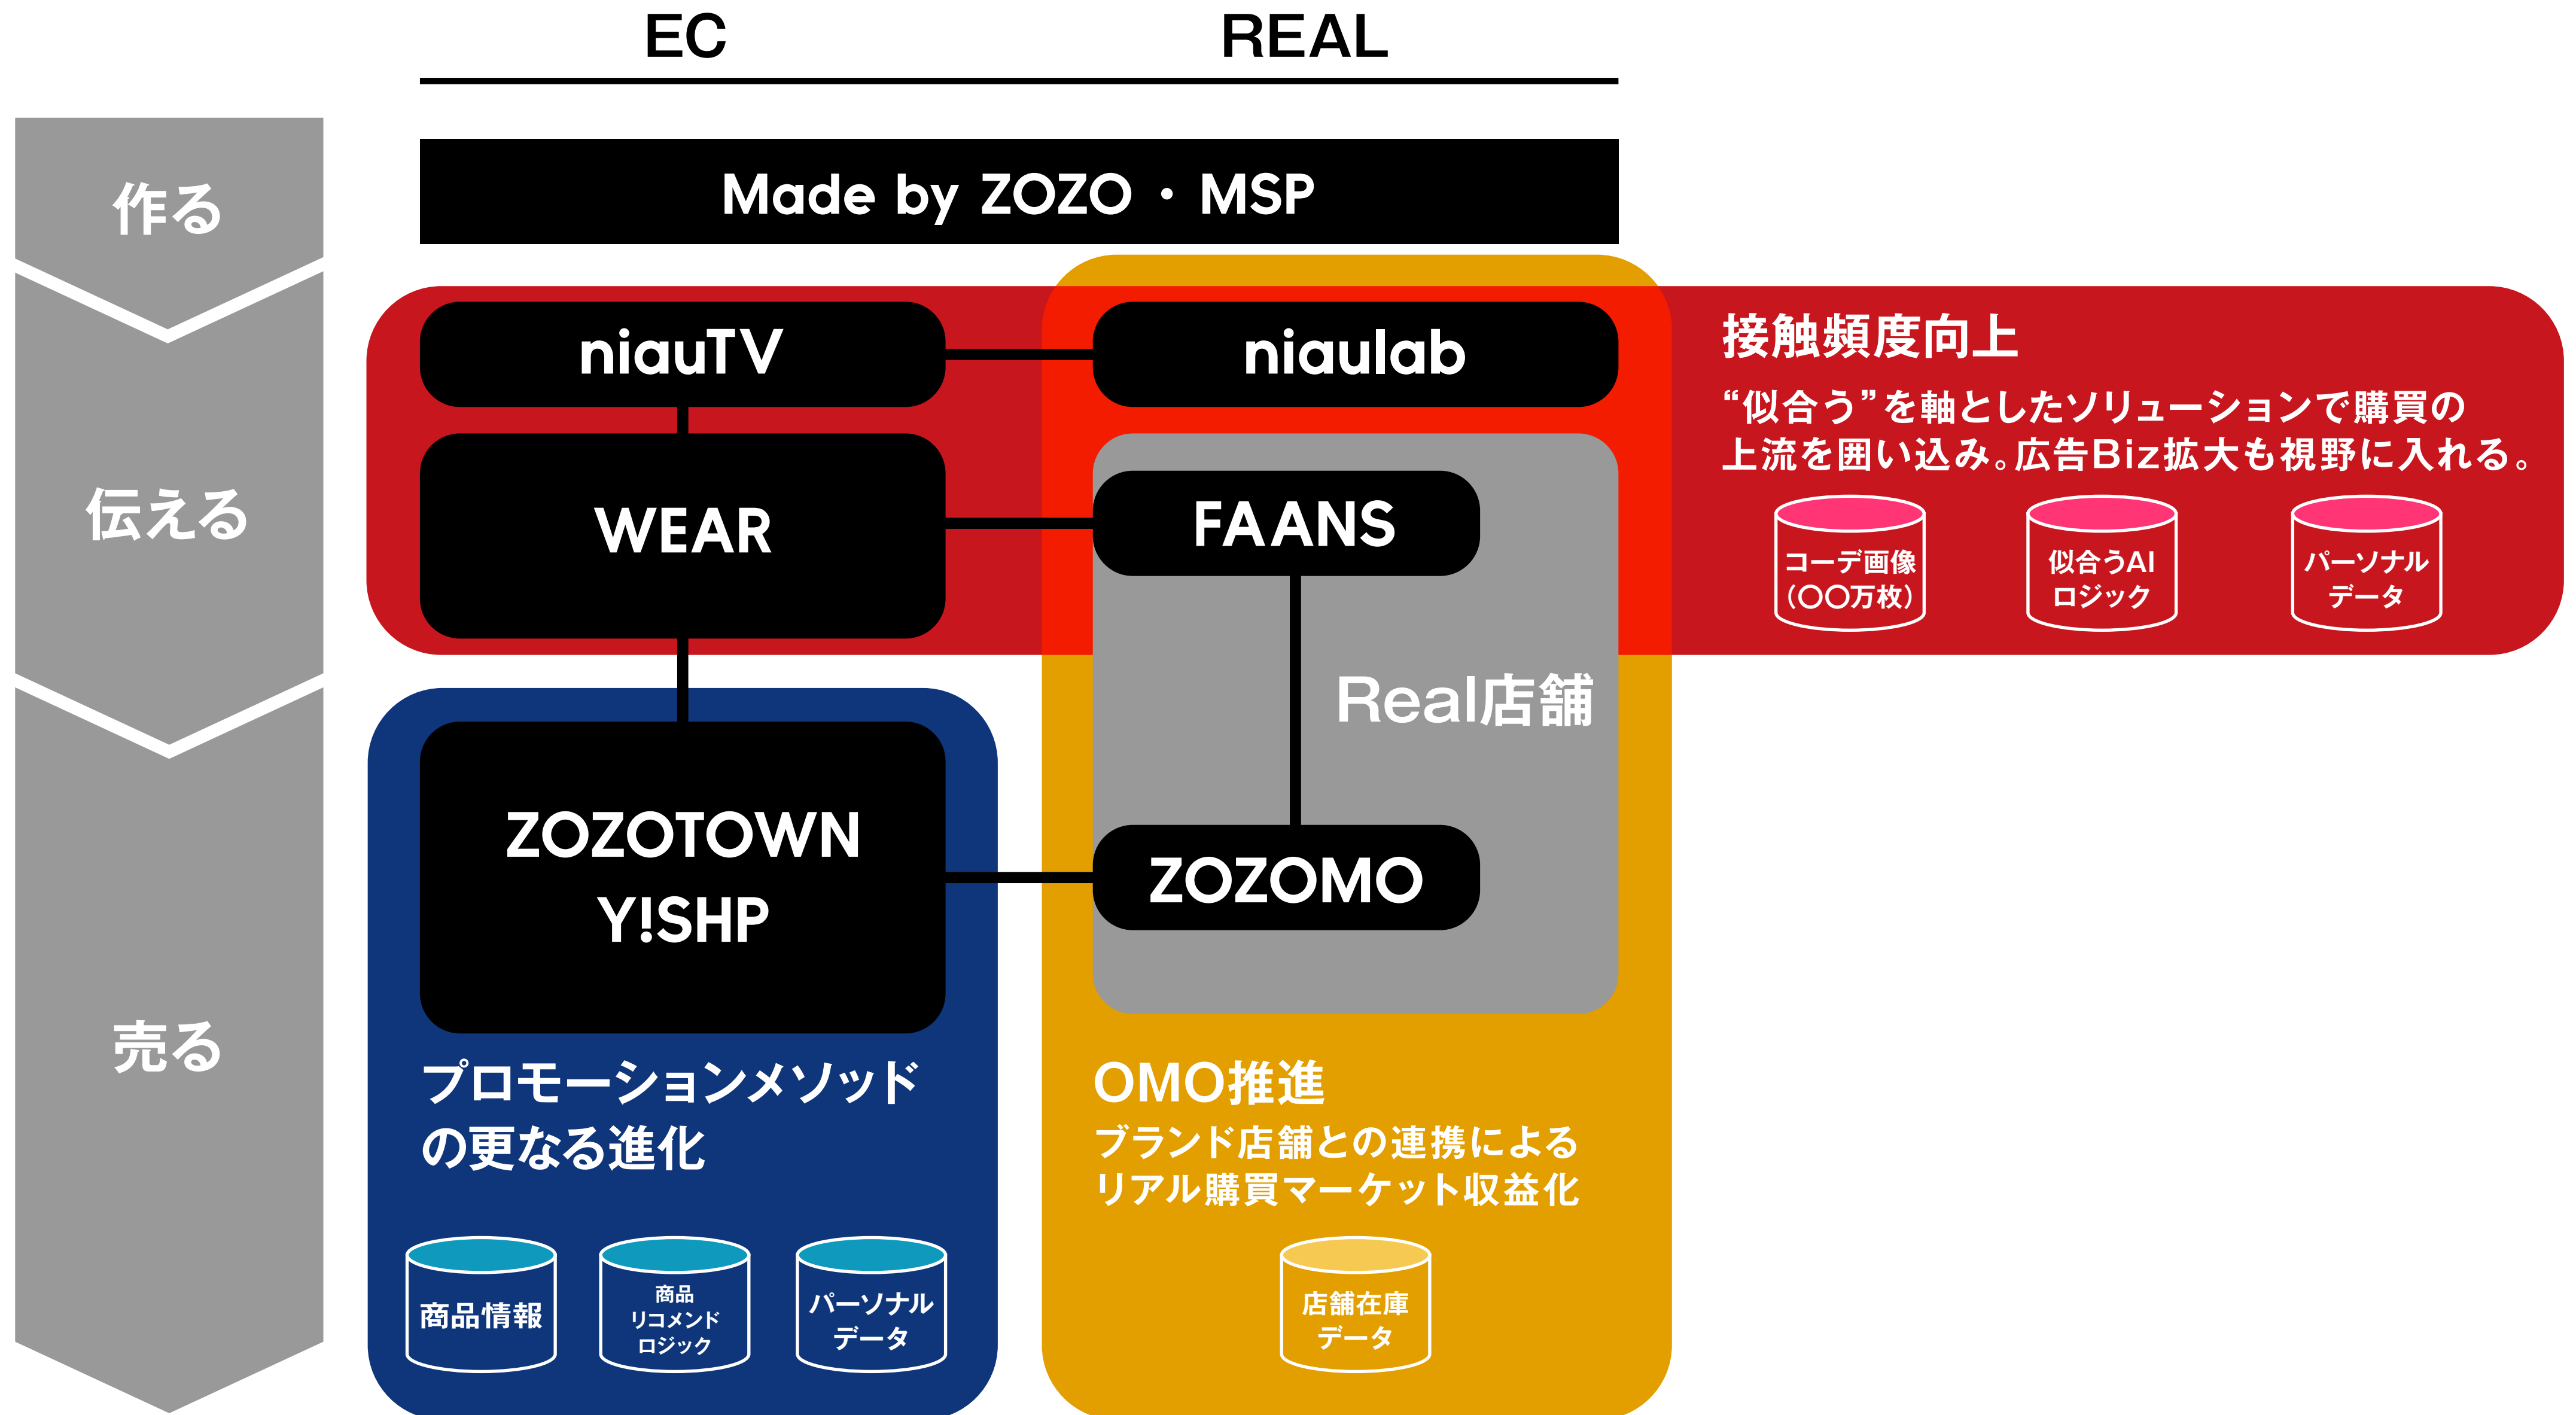 EC
REAL
作る
Made by ZOZO・MSP
伝える
niauTV
niaulab
WEAR
FAANS
Real店舗
接触頻度向上
“似合う”を軸としたソリューションで購買の
上流を囲い込み。広告Biz拡大も視野に入れる。
コーデ画像
(〇〇万枚)
似合うAI
ロジック
パーソナル
データ
売る
ZOZOTOWN
Y!SHP
ZOZOMO
プロモーションメソッド
の更なる進化
商品情報
商品
リコメンド
ロジック
パーソナル
データ
OMO推進
ブランド店舗との連携による
リアル購買マーケット収益化
店舗在庫
データ